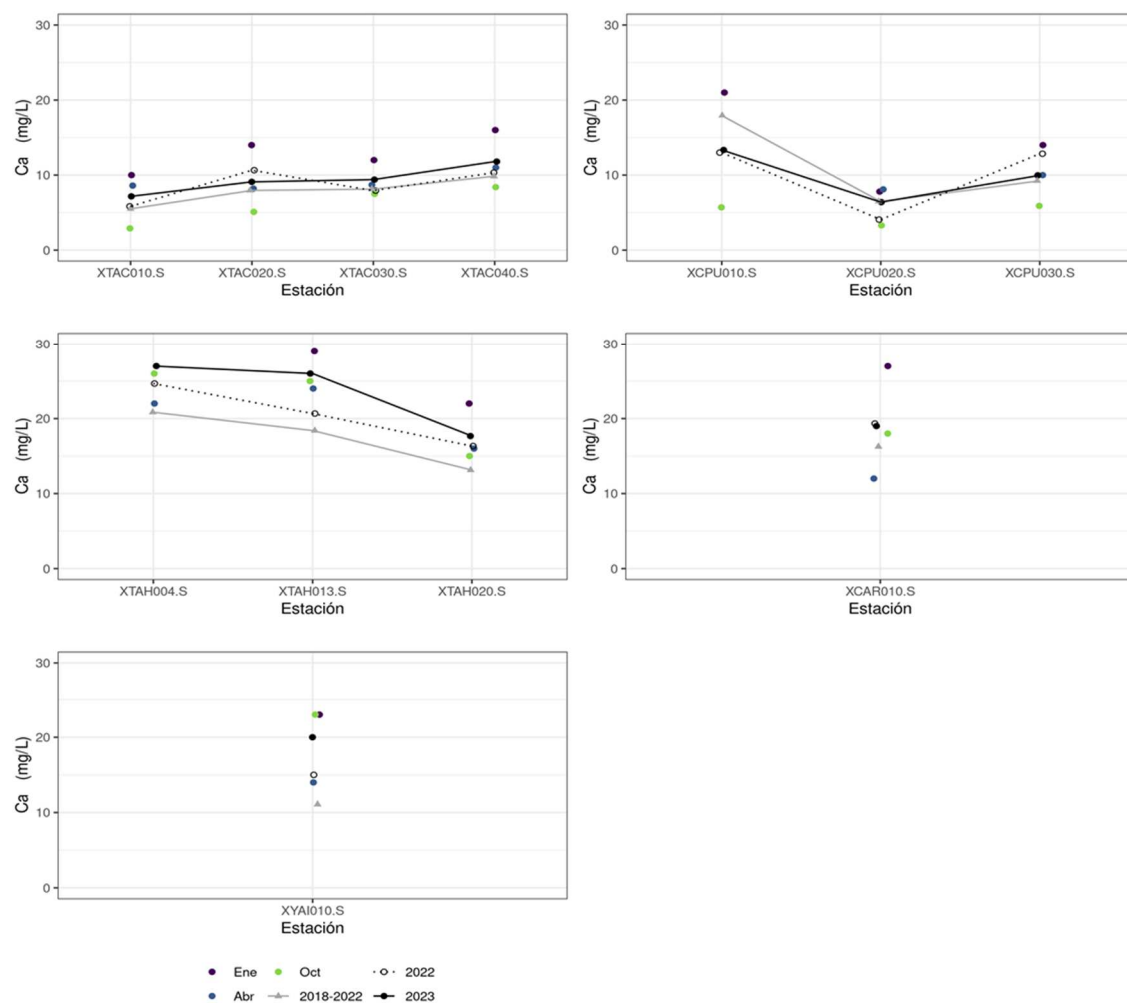 30
20
10
0
Ca (mg/L)
XTAC010.S XTAC020.S XTAC030.S XTAC040.S
Estación
30
20
10
0
Ca (mg/L)
XCPU010.S XCPU020.S XCPU030.S
Estación
30
20
10
0
Ca (mg/L)
XTAH004.S XTAH013.S XTAH020.S
Estación
30
20
10
0
Ca (mg/L)
XCAR010.S
Estación
30
20
10
0
Ca (mg/L)
XYAI010.S
Estación
Ene Oct 2022
Abr 2018-2022 2023